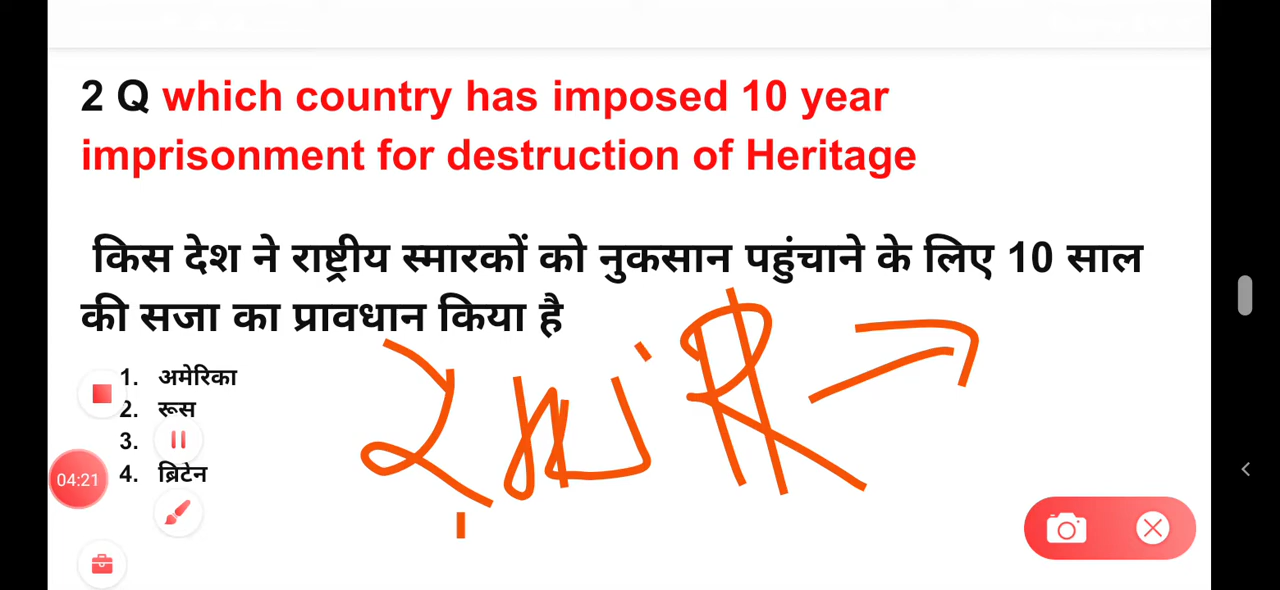 2 Q which country has imposed 10 year
imprisonment for destruction of Heritage
किस देश ने राष्ट्रीय स्मारकों को नुकसान पहुंचाने के लिए 10 साल
की सजा का प्रावधान किया है
1. अमेरिका
2. रूस
3.
4. ब्रिटेन
04:21